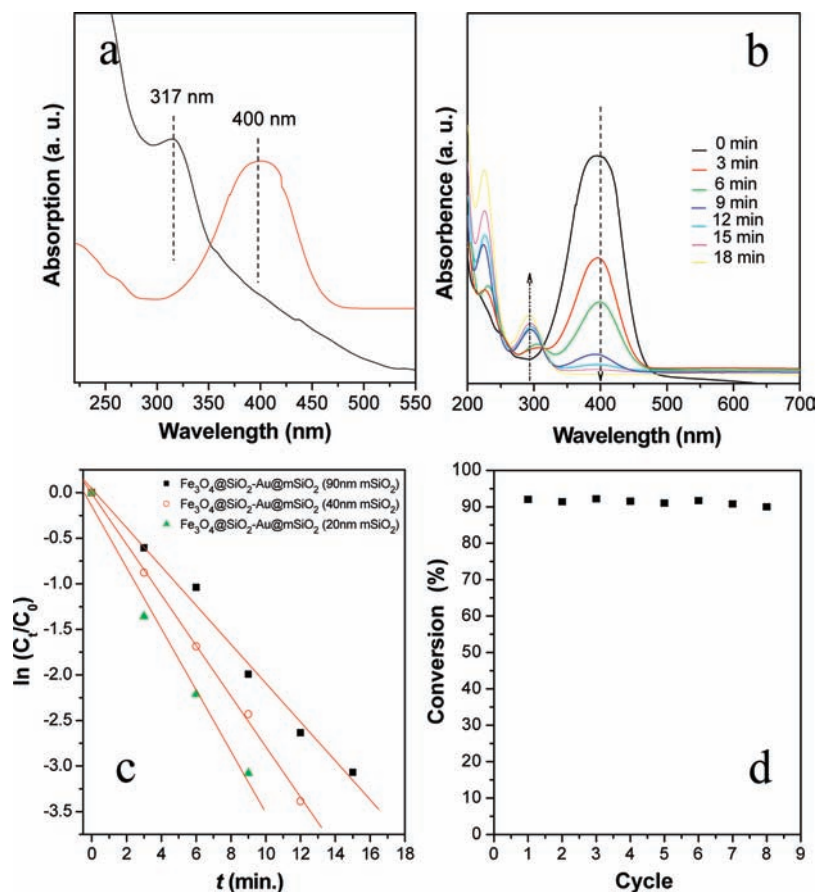 a
317 nm
400 nm
Absorption (a. u.)
250 300 350 400 450 500 550
Wavelength (nm)
b
0 min
3 min
6 min
9 min
12 min
15 min
18 min
Absorbence (a. u.)
200 300 400 500 600 700
Wavelength (nm)
Fe₃O₄@SiO₂-Au@mSiO₂ (90nm mSiO₂)
Fe₃O₄@SiO₂-Au@mSiO₂ (40nm mSiO₂)
Fe₃O₄@SiO₂-Au@mSiO₂ (20nm mSiO₂)
0.0
-0.5
-1.0
-1.5
-2.0
-2.5
-3.0
-3.5
ln (Cₜ/C₀)
c
0 2 4 6 8 10 12 14 16 18
t (min.)
100
90
80
70
60
50
40
30
20
10
0
Conversion (%)
d
0 1 2 3 4 5 6 7 8 9
Cycle